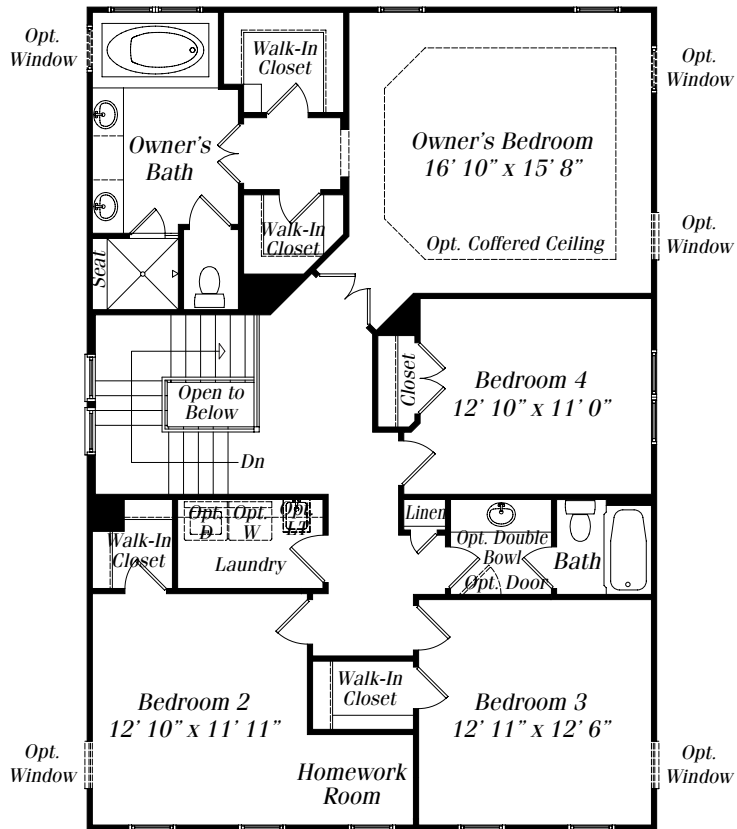 Opt.
Window
Walk-In
Closet
Opt.
Window
Owner's
Bath
Owner's Bedroom
16' 10" x 15' 8"
Opt.
Window
Walk-In
Closet
Opt. Coffered Ceiling
Seat
Open to
Below
Closet
Bedroom 4
12' 10" x 11' 0"
Dn
Opt.
D
Opt.
W
Opt.
LT
Linen
Opt. Double
Bowl
Opt. Door
Bath
Walk-In
Closet
Laundry
Walk-In
Closet
Bedroom 2
12' 10" x 11' 11"
Bedroom 3
12' 11" x 12' 6"
Opt.
Window
Homework
Room
Opt.
Window